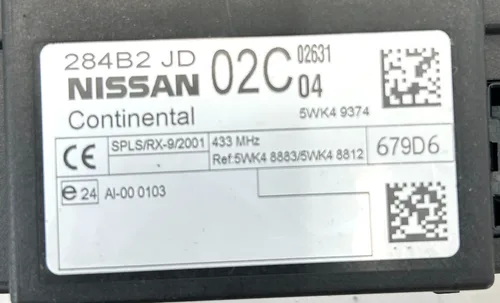 284B2 JD
NISSAN
02C
02631
04
Continental
5WK4 9374
CE
SPLS/RX-9/2001
433 MHz
Ref:5WK4 8883/5WK4 8812
679D6
e 24
AI-00 0103